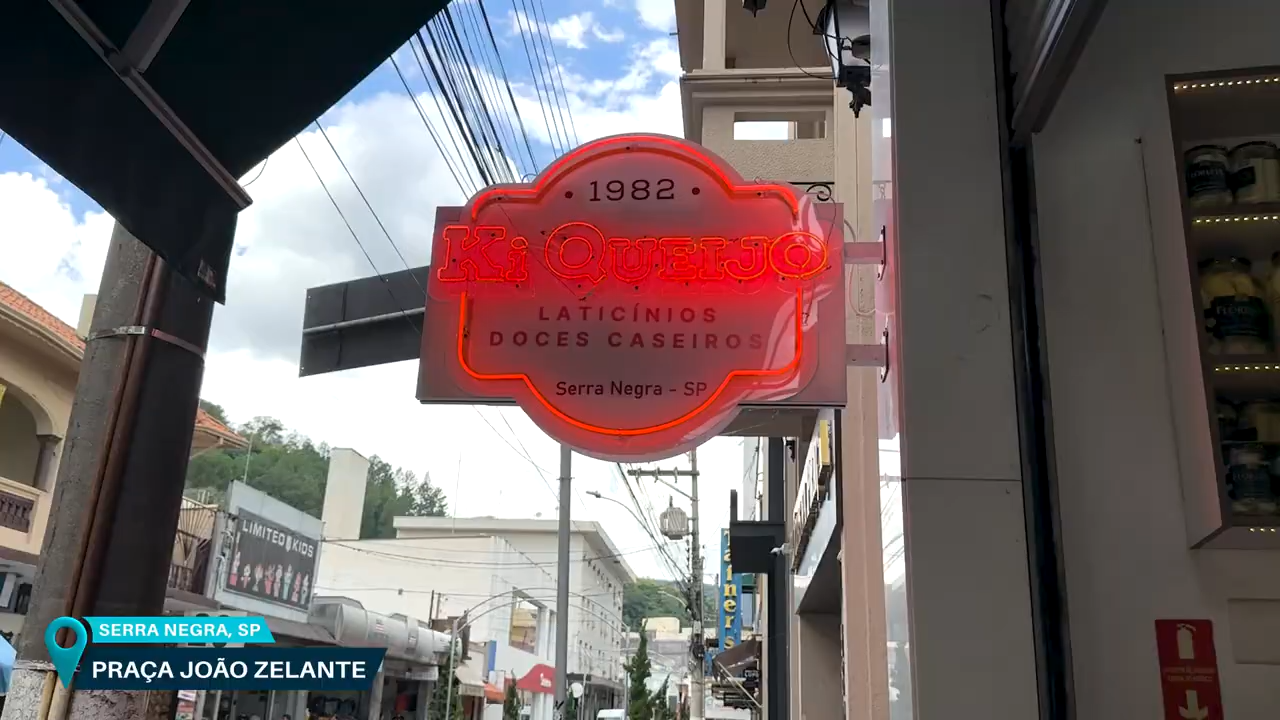 • 1982 •
Ki QUEIJO
LATICÍNIOS
DOCES CASEIROS
Serra Negra - SP
LIMITED KIDS
SERRA NEGRA, SP
PRAÇA JOÃO ZELANTE